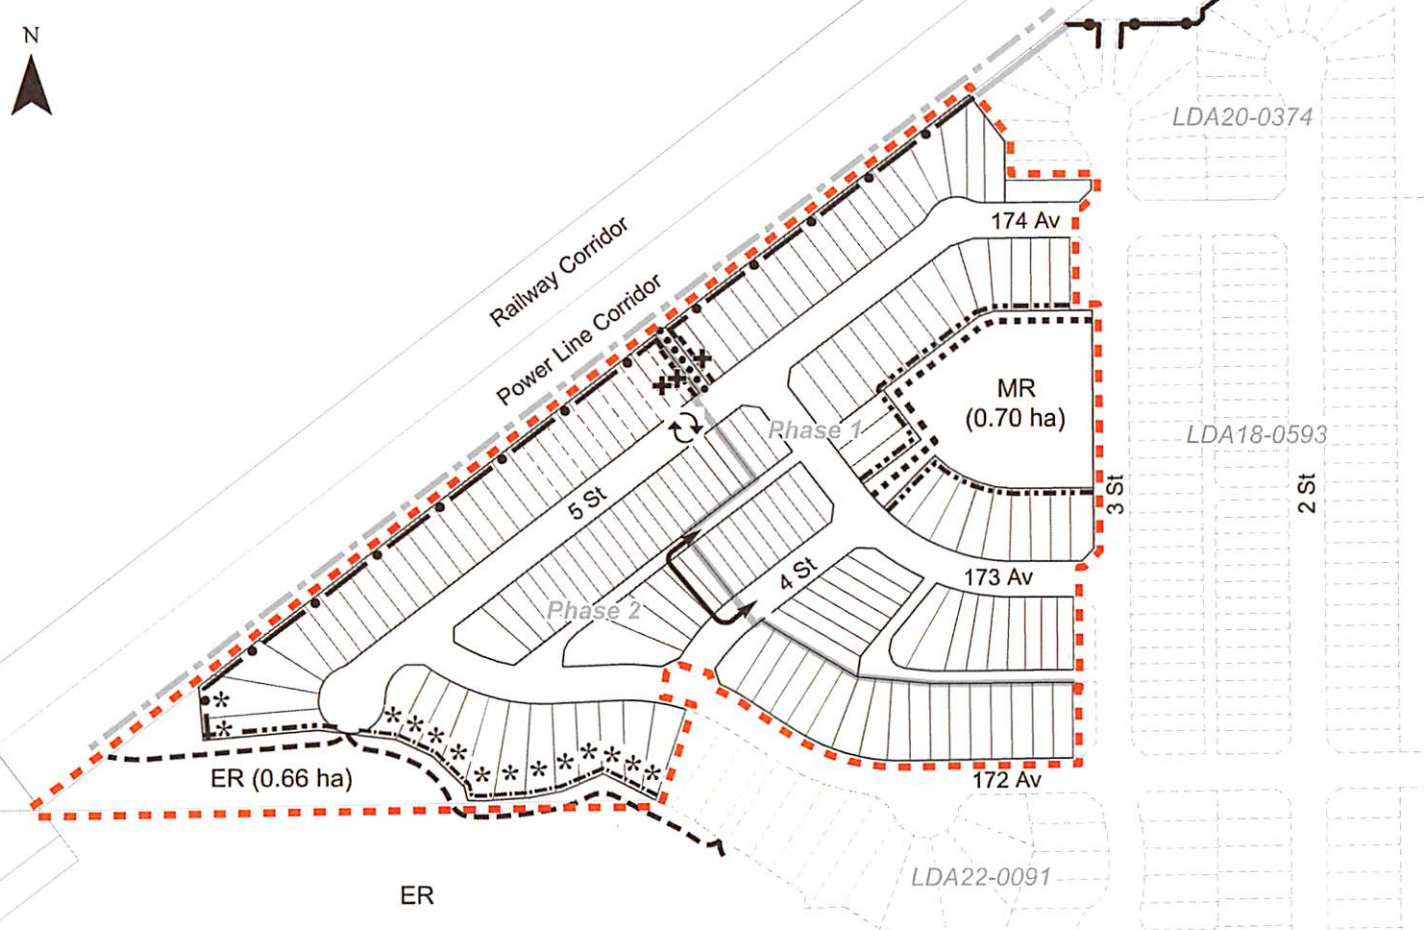 N
LDA20-0374
174 Av
Railway Corridor
Power Line Corridor
MR
(0.70 ha)
Phase 1
LDA18-0593
3 St
2 St
5 St
4 St
173 Av
Phase 2
ER (0.66 ha)
172 Av
LDA22-0091
ER